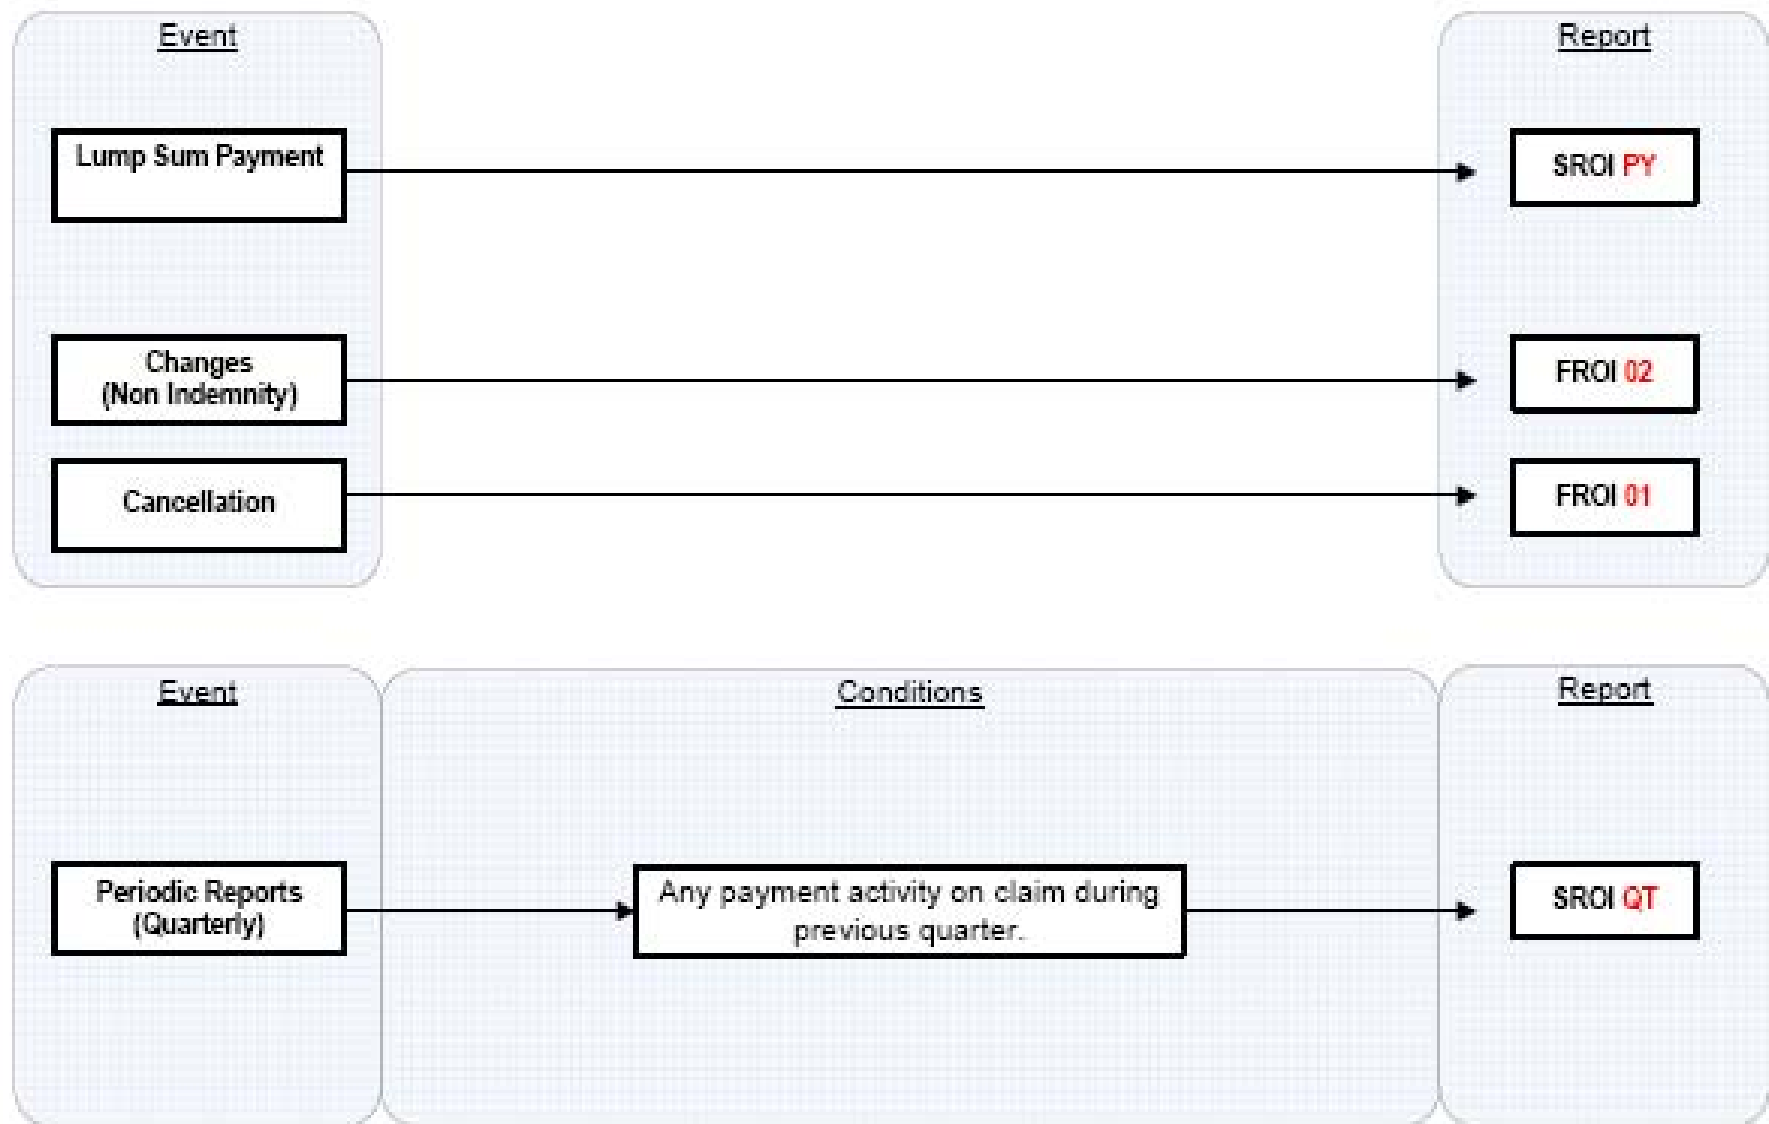 Event
Report
Lump Sum Payment
SROI PY
Changes
(Non Indemnity)
FROI 02
Cancellation
FROI 01
Event
Conditions
Report
Periodic Reports
(Quarterly)
Any payment activity on claim during
previous quarter.
SROI QT